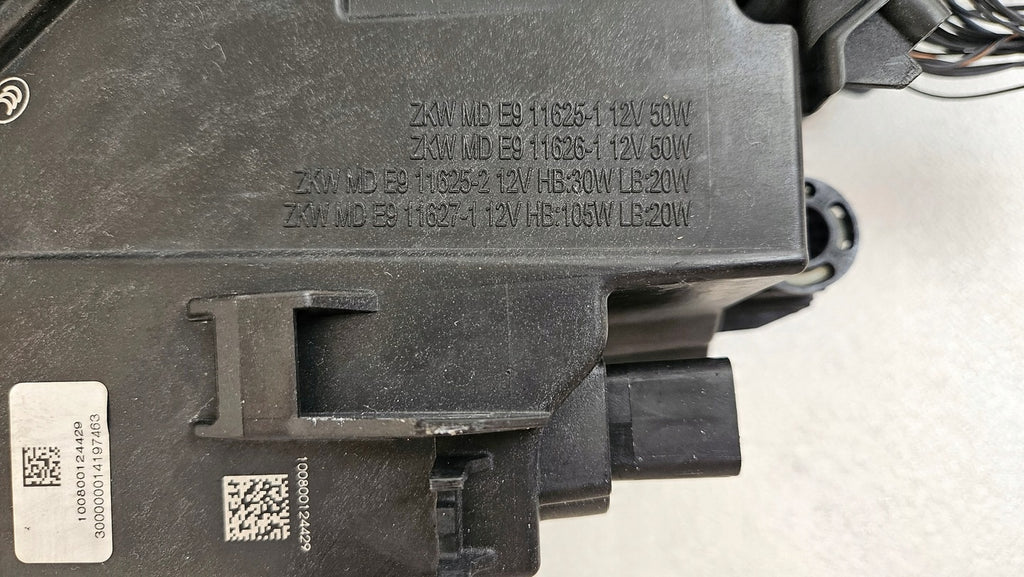 ZKW MD E9 11625-1 12V 50W
ZKW MD E9 11626-1 12V 50W
ZKW MD E9 11625-2 12V HB:30W LB:20W
ZKW MD E9 11627-1 12V HB:105W LB:20W
100800124429
3000000014197463
100800124429